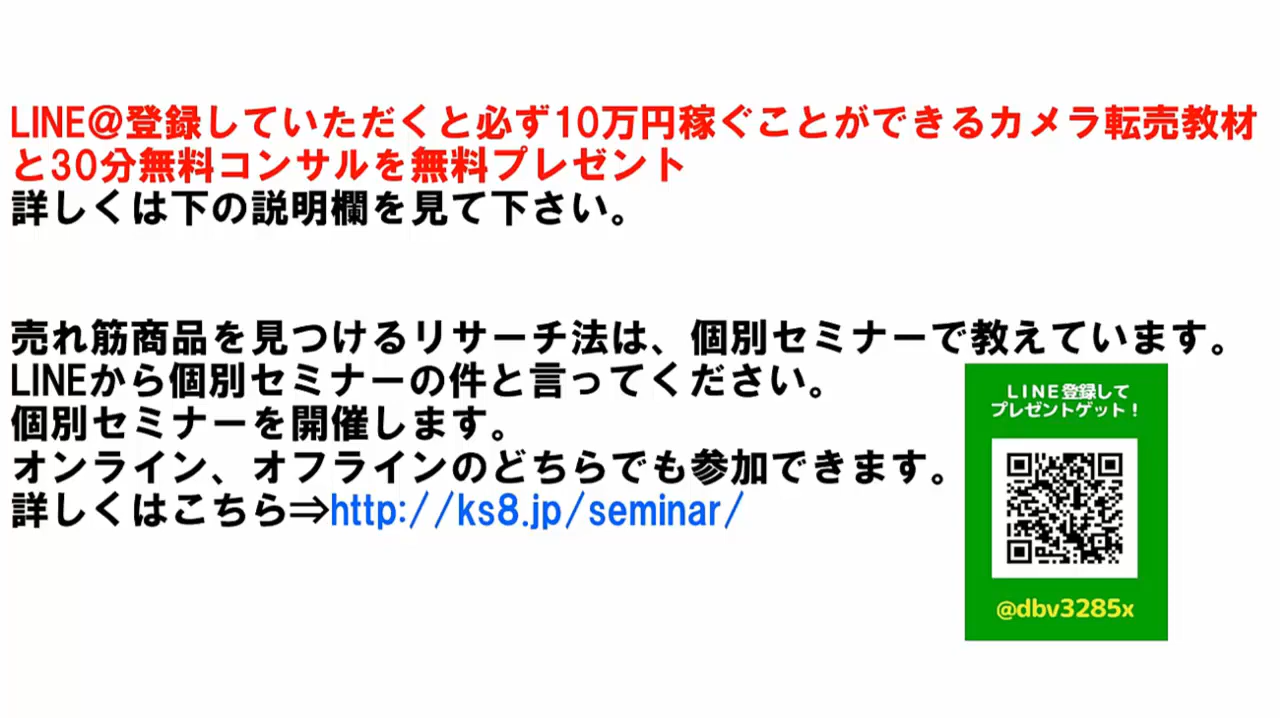 LINE@登録していただくと必ず10万円稼ぐことができるカメラ転売教材
と30分無料コンサルを無料プレゼント
詳しくは下の説明欄を見て下さい。
売れ筋商品を見つけるリサーチ法は、個別セミナーで教えています。
LINEから個別セミナーの件と言ってください。
個別セミナーを開催します。
オンライン、オフラインのどちらでも参加できます。
詳しくはこちら⇒http://ks8.jp/seminar/
LINE登録して
プレゼントゲット！
@dbv3285x